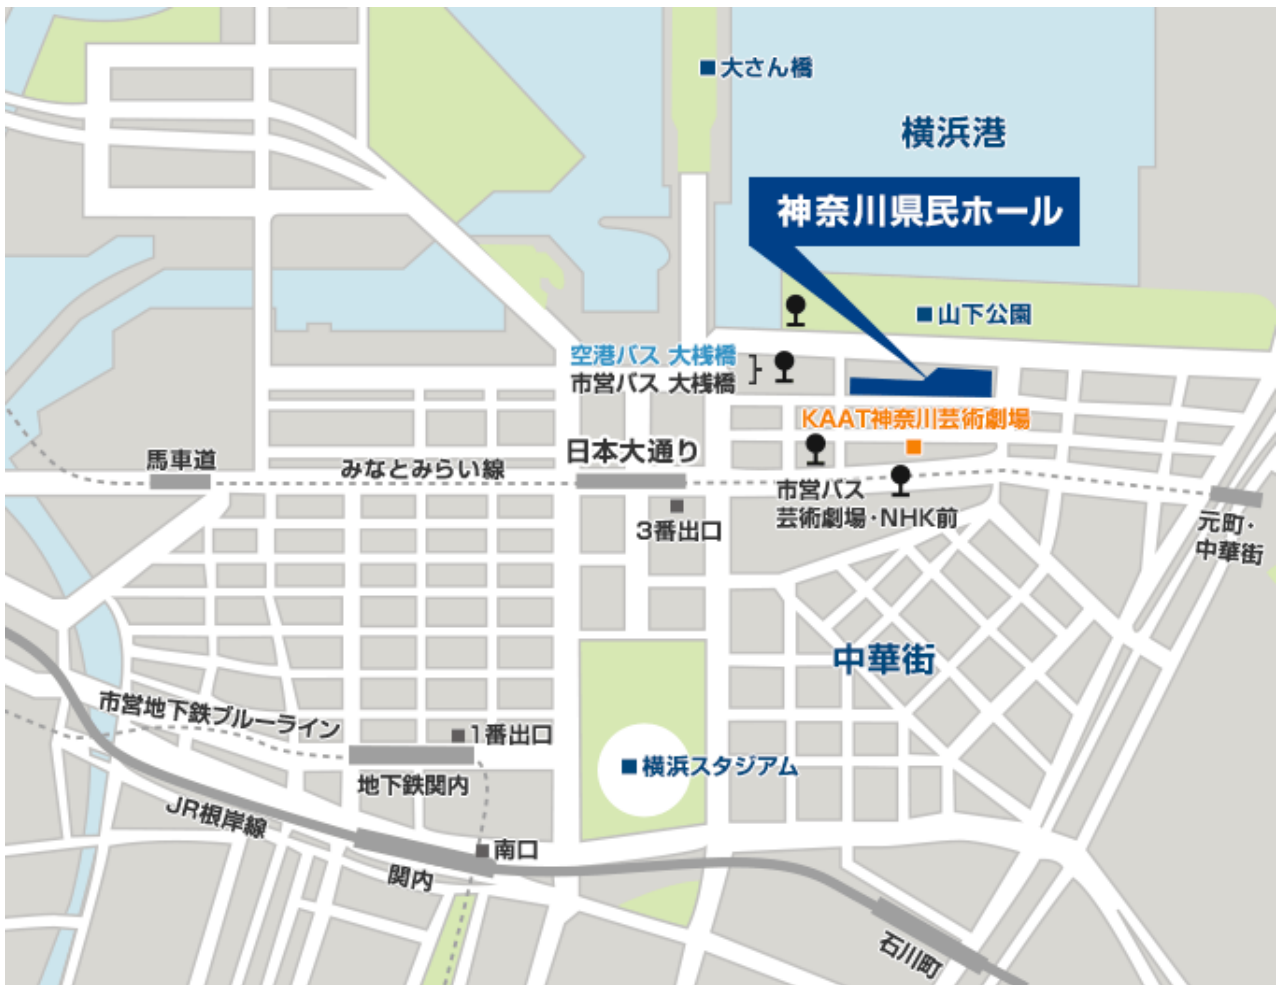 大さん橋
横浜港
神奈川県民ホール
山下公園
空港バス 大桟橋
市営バス 大桟橋
KAAT神奈川芸術劇場
日本大通り
馬車道
みなとみらい線
市営バス
芸術劇場・NHK前
3番出口
元町・
中華街
中華街
市営地下鉄ブルーライン
1番出口
横浜スタジアム
地下鉄関内
JR根岸線
南口
関内
石川町